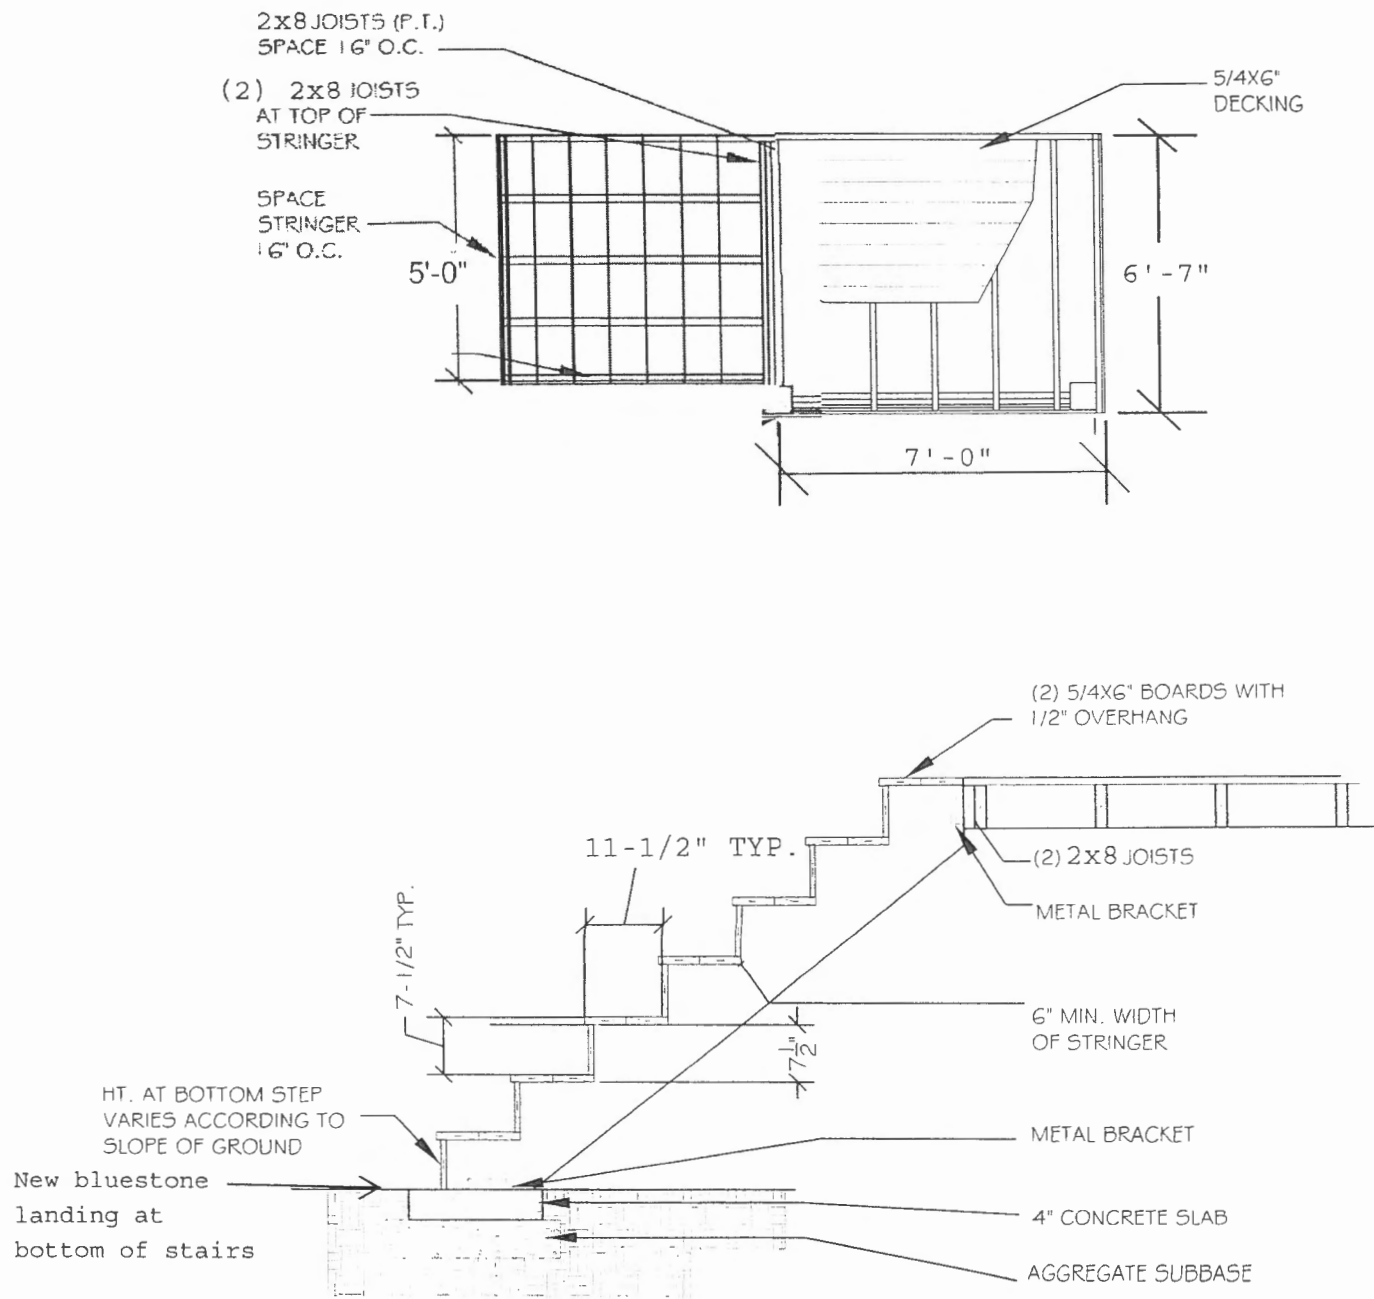 2x8 JOISTS (P.T.)
SPACE 16" O.C.
(2) 2x8 JOISTS
AT TOP OF
STRINGER
SPACE
STRINGER
16" O.C.
5'-0"
5/4X6"
DECKING
6'-7"
7'-0"
(2) 5/4X6" BOARDS WITH
1/2" OVERHANG
11-1/2" TYP.
(2) 2x8 JOISTS
METAL BRACKET
7-1/2" TYP.
7 1/2"
6" MIN. WIDTH
OF STRINGER
HT. AT BOTTOM STEP
VARIES ACCORDING TO
SLOPE OF GROUND
METAL BRACKET
New bluestone
landing at
bottom of stairs
4" CONCRETE SLAB
AGGREGATE SUBBASE